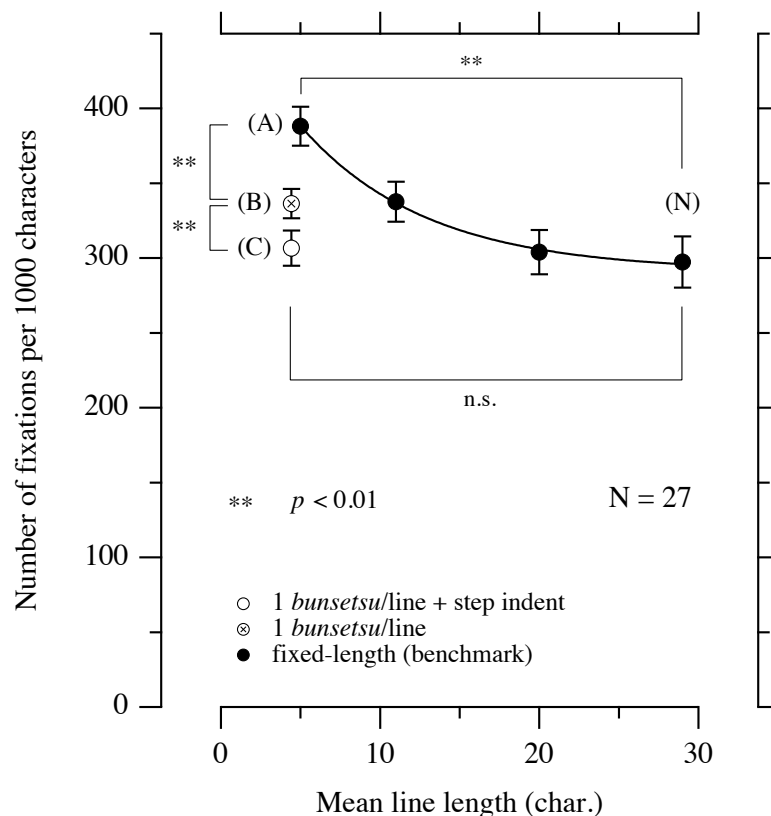 **
400
(A)
**
(B)
(N)
**
(C)
300
n.s.
200
** p < 0.01
N = 27
100
1 bunsetsu/line + step indent
1 bunsetsu/line
fixed-length (benchmark)
0
0 10 20 30
Mean line length (char.)
Number of fixations per 1000 characters